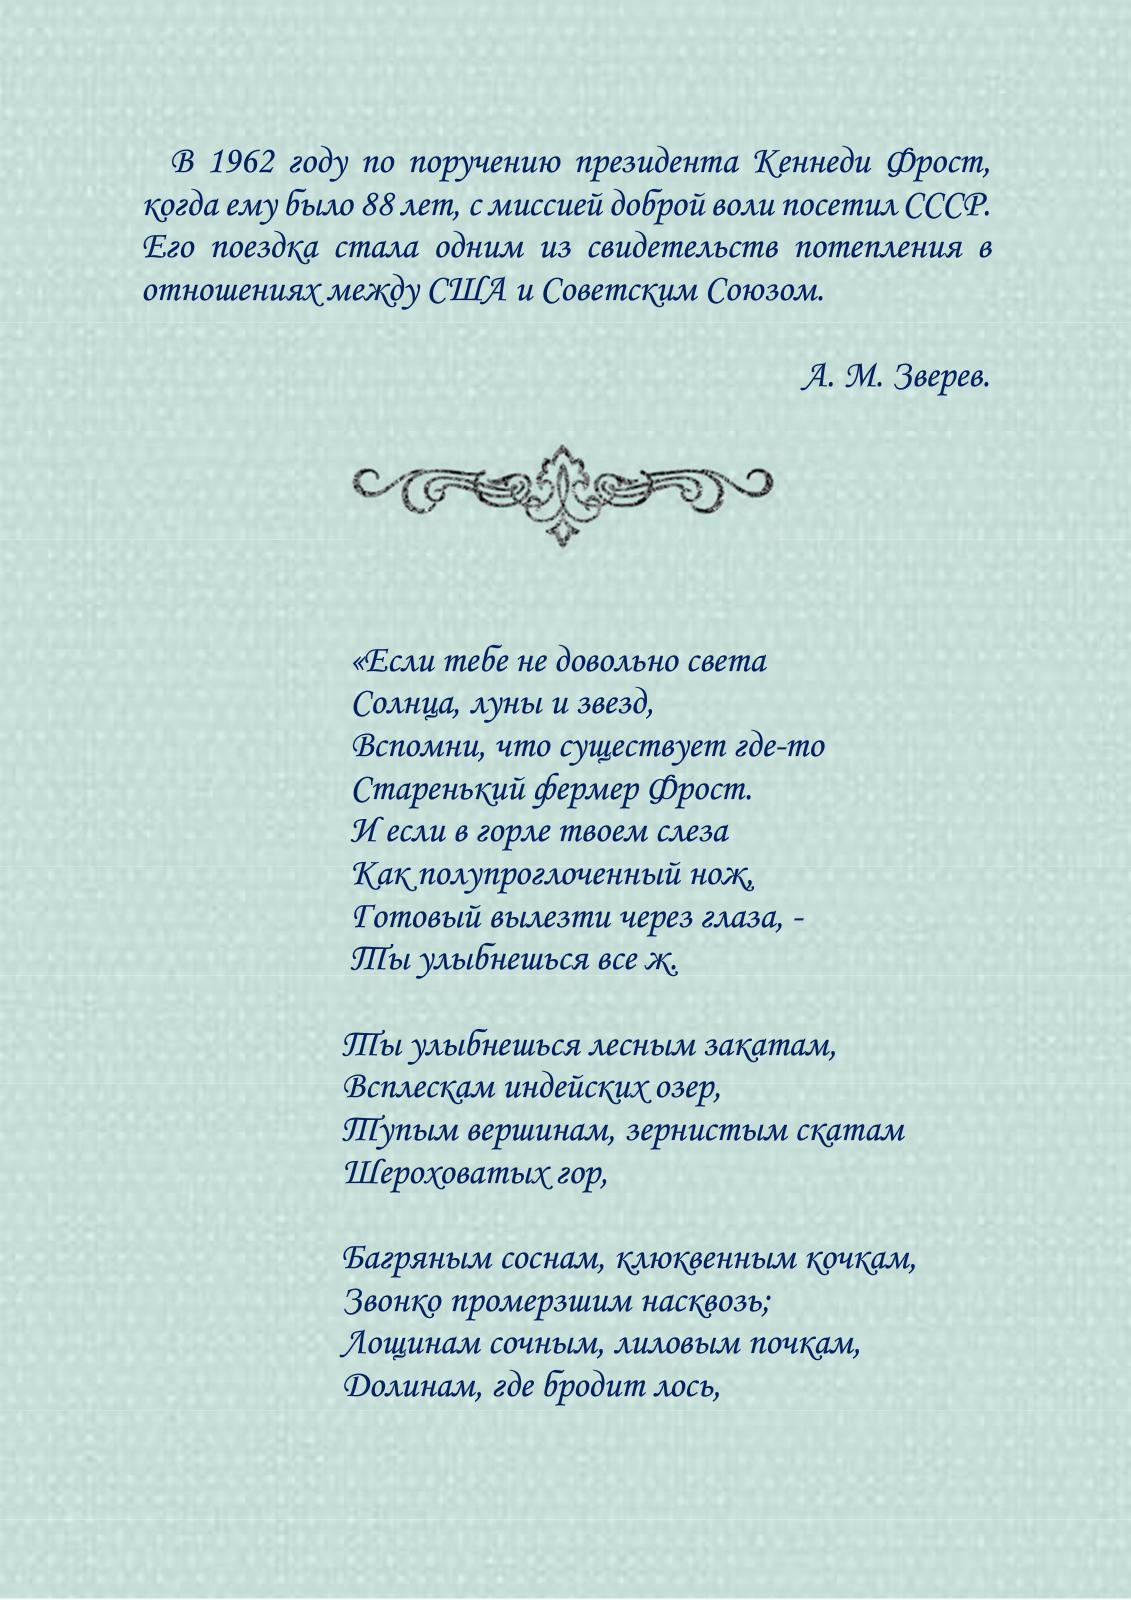 В 1962 году по поручению президента Кеннеди Фрост,
когда ему было 88 лет, с миссией доброй воли посетил СССР.
Его поездка стала одним из свидетельств потепления в
отношениях между США и Советским Союзом.
А. М. Зверев.
«Если тебе не довольно света
Солнца, луны и звезд,
Вспомни, что существует где-то
Старенький фермер Фрост.
И если в горле твоем слеза
Как полупроглоченный нож,
Готовый вылезти через глаза, -
Ты улыбнешься все ж.
Ты улыбнешься лесным закатам,
Всплескам индейских озер,
Тупым вершинам, зернистым скатам
Шероховатых гор,
Багряным соснам, клюквенным кочкам,
Звонко промерзшим насквозь;
Лощинам сочным, лиловым почкам,
Долинам, где бродит лось,